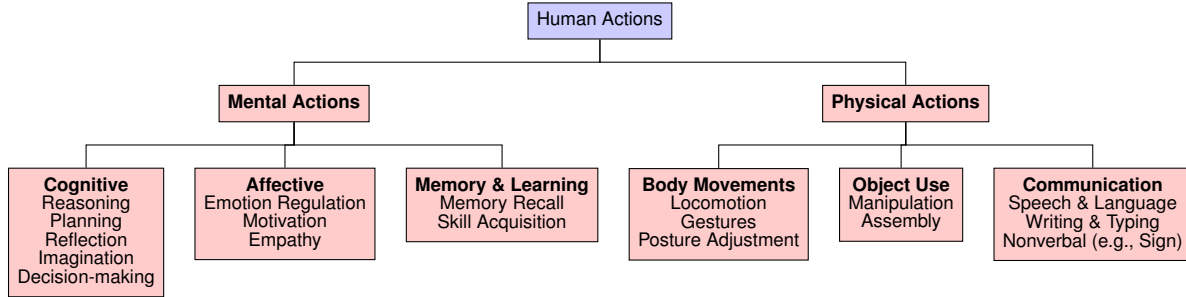 Human Actions
Mental Actions
Physical Actions
Cognitive
Reasoning
Planning
Reflection
Imagination
Decision-making
Affective
Emotion Regulation
Motivation
Empathy
Memory & Learning
Memory Recall
Skill Acquisition
Body Movements
Locomotion
Gestures
Posture Adjustment
Object Use
Manipulation
Assembly
Communication
Speech & Language
Writing & Typing
Nonverbal (e.g., Sign)